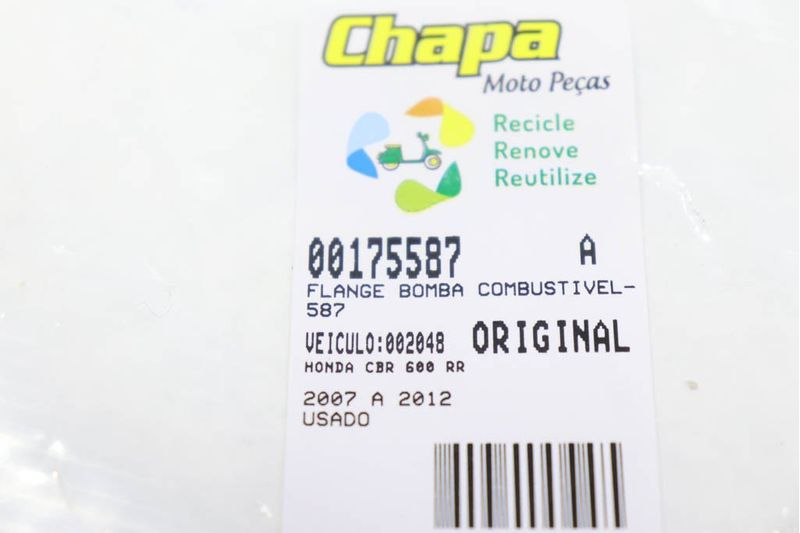 Chapa
Moto Peças
Recicle
Renove
Reutilize
00175587 A
FLANGE BOMBA COMBUSTIVEL-
587
VEICULO:002048 ORIGINAL
HONDA CBR 600 RR
2007 A 2012
USADO